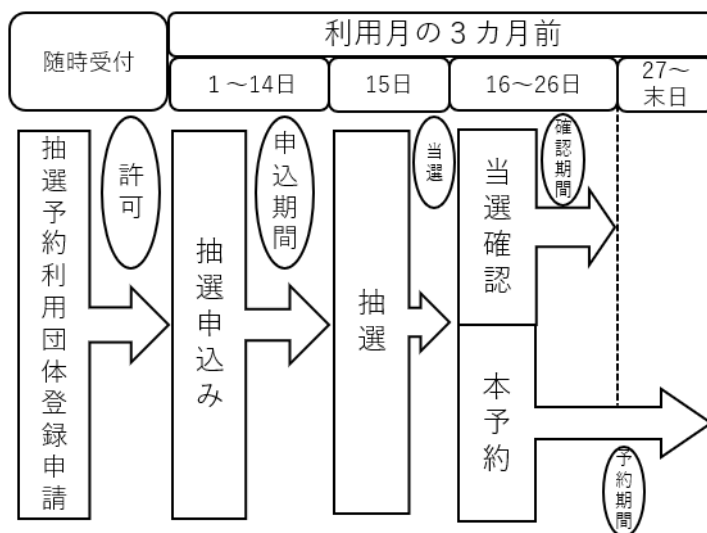 随時受付
利用月の３カ月前
１～14日
15日
16～26日
27～
末日
抽選予約利用団体登録申請
許可
抽選申込み
申込期間
抽選
当選
当選確認
確認期間
本予約
予約期間